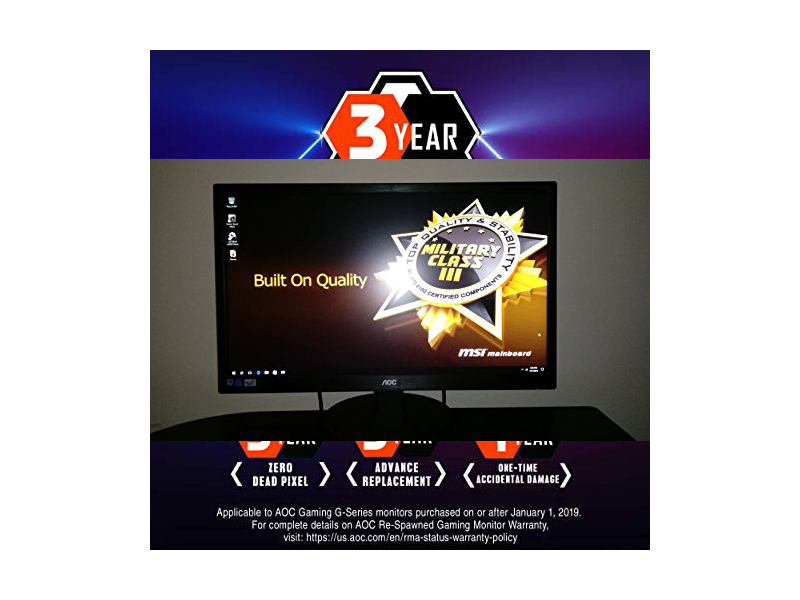 3 YEAR
TOP QUALITY & STABILITY
MILITARY
CLASS
III
CERTIFIED COMPONENTS
Built On Quality
msi mainboard
AOC
YEAR
YEAR
YEAR
ZERO
DEAD PIXEL
ADVANCE
REPLACEMENT
ONE-TIME
ACCIDENTAL DAMAGE
Applicable to AOC Gaming G-Series monitors purchased on or after January 1, 2019.
For complete details on AOC Re-Spawned Gaming Monitor Warranty,
visit: https://us.aoc.com/en/rma-status-warranty-policy